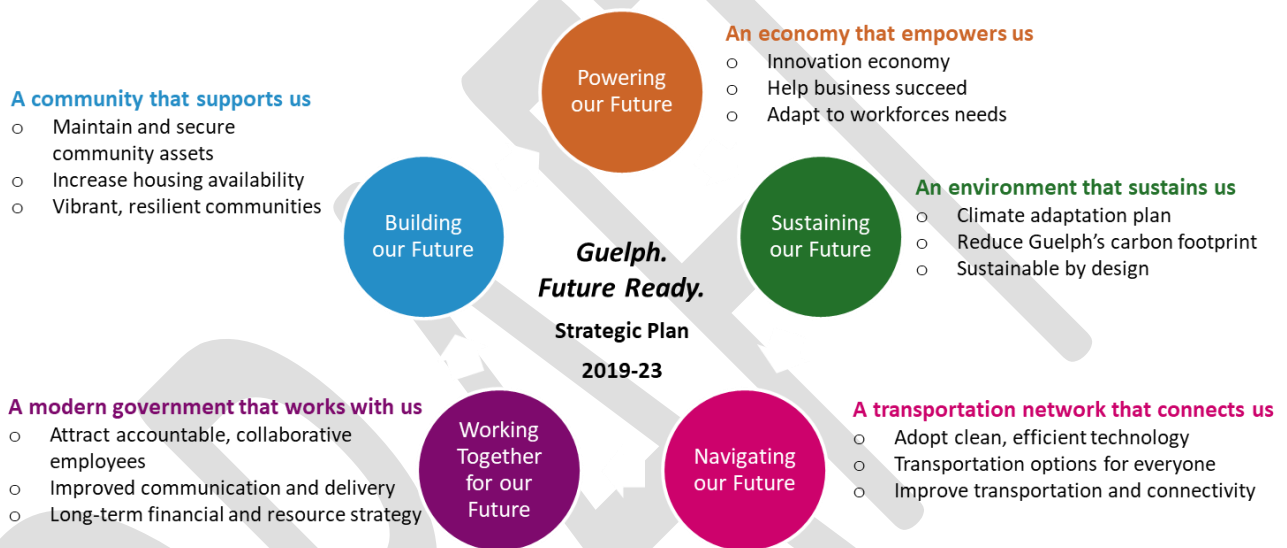 Powering
our Future
An economy that empowers us
o Innovation economy
o Help business succeed
o Adapt to workforces needs
A community that supports us
o Maintain and secure
community assets
o Increase housing availability
o Vibrant, resilient communities
Building
our Future
Sustaining
our Future
An environment that sustains us
o Climate adaptation plan
o Reduce Guelph's carbon footprint
o Sustainable by design
Guelph.
Future Ready.
Strategic Plan
2019-23
A modern government that works with us
o Attract accountable, collaborative
employees
o Improved communication and delivery
o Long-term financial and resource strategy
Working
Together
for our
Future
Navigating
our Future
A transportation network that connects us
o Adopt clean, efficient technology
o Transportation options for everyone
o Improve transportation and connectivity